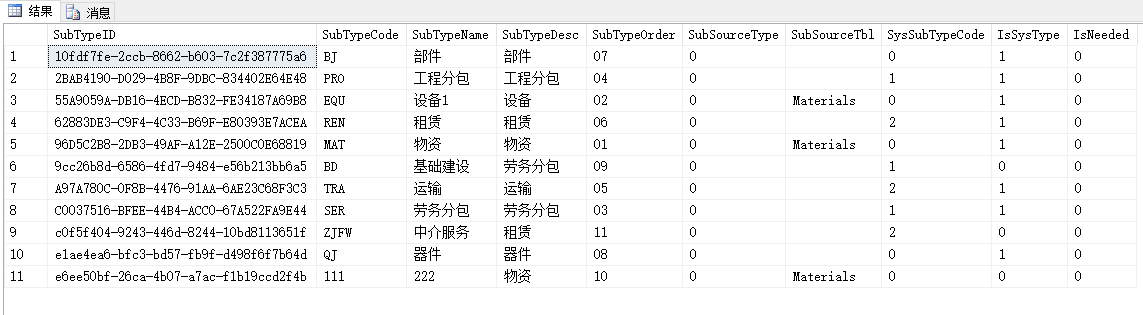 结果 消息
SubTypeID SubTypeCode SubTypeName SubTypeDesc SubTypeOrder SubSourceType SubSourceTbl SysSubTypeCode IsSysType IsNeeded
1 10fdf7fe-2ccb-8662-b603-7c2f387775a6 BJ 部件 部件 07 0 0 1 0
2 2BAB4190-D029-4B8F-9DBC-834402E64E48 PRO 工程分包 工程分包 04 0 1 1 0
3 55A9059A-DB16-4ECD-B832-FE34187A69B8 EQU 设备1 设备 02 0 Materials 0 1 0
4 62883DE3-C9F4-4C33-B69F-E80393E7ACEA REN 租赁 租赁 06 0 2 1 0
5 96D5C2B8-2DB3-49AF-A12E-2500C0E68819 MAT 物资 物资 01 0 Materials 0 1 0
6 9cc26b8d-6586-4fd7-9484-e56b213bb6a5 BD 基础建设 劳务分包 09 0 1 0 0
7 A97A780C-0F8B-4476-91AA-6AE23C68F3C3 TRA 运输 运输 05 0 2 1 0
8 C0037516-BFEE-44B4-ACC0-67A522FA9E44 SER 劳务分包 劳务分包 03 0 1 1 0
9 c0f5f404-9243-446d-8244-10bd8113651f ZJFW 中介服务 租赁 11 0 2 0 0
10 e1ae4ea6-bfc3-bd57-fb9f-d498f6f7b64d QJ 器件 器件 08 0 0 1 0
11 e6ee50bf-26ca-4b07-a7ac-f1b19ccd2f4b 111 222 物资 10 0 Materials 0 0 0